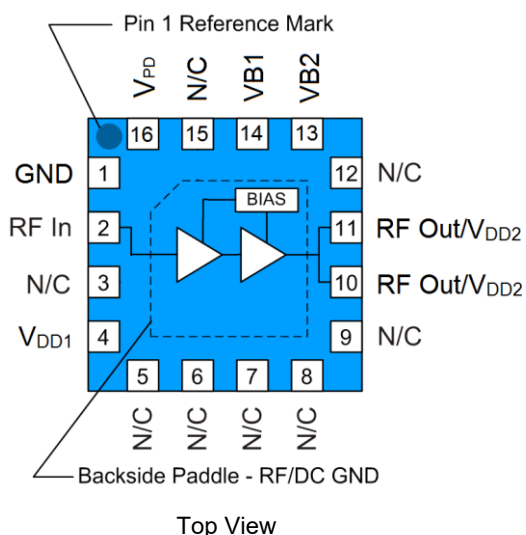 Pin 1 Reference Mark
VPD
N/C
VB1
VB2
16
15
14
13
GND
1
12
N/C
BIAS
RF In
2
11
RF Out/VDD2
N/C
3
10
RF Out/VDD2
VDD1
4
9
N/C
5
6
7
8
N/C
N/C
N/C
N/C
Backside Paddle - RF/DC GND
Top View